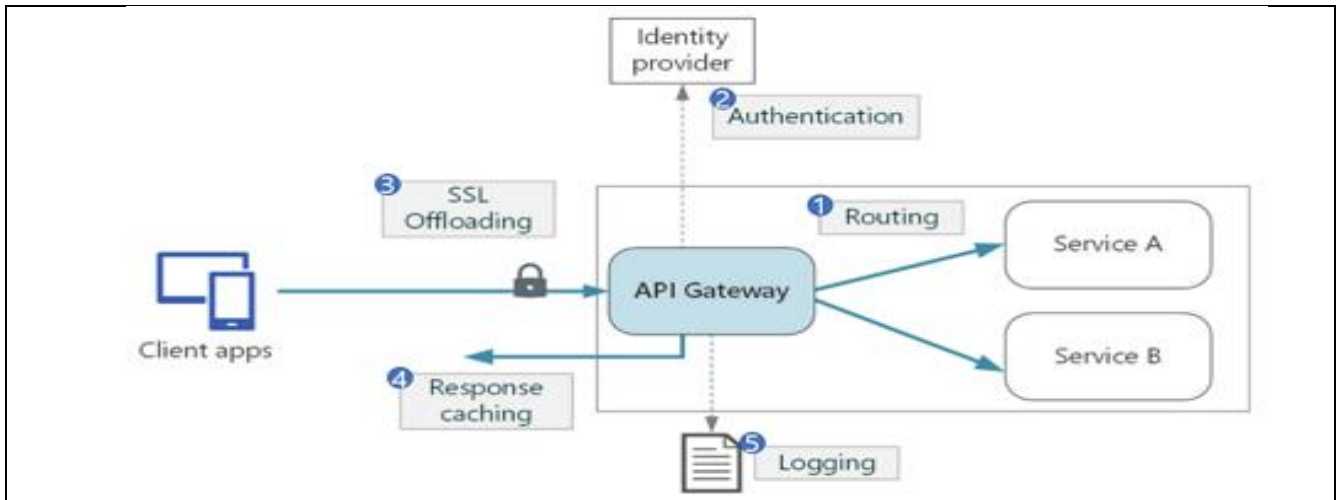 Identity
provider
2
Authentication
3
SSL
Offloading
1
Routing
Service A
API Gateway
Client apps
Service B
4
Response
caching
5
Logging